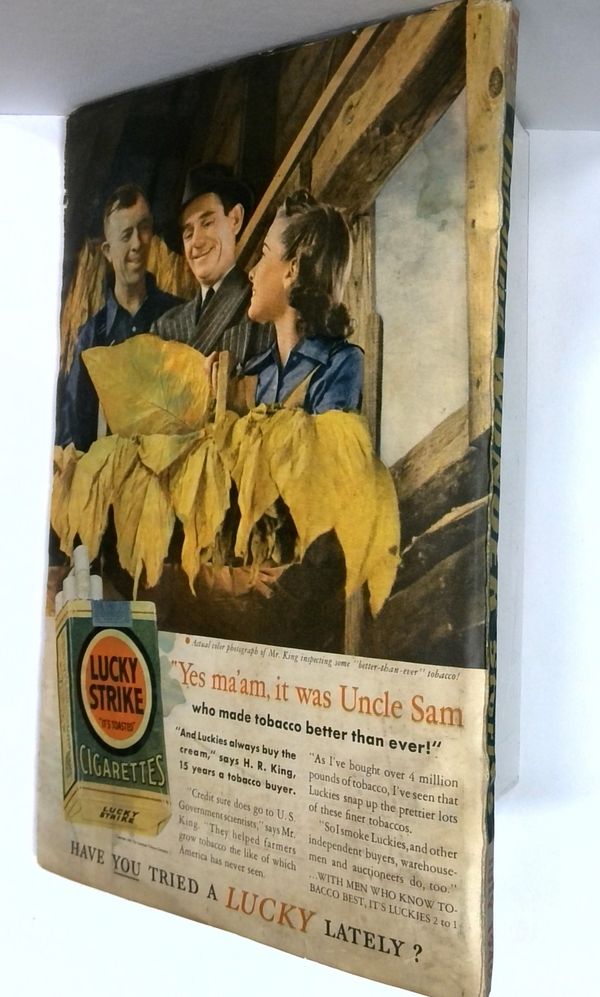 Actual color photograph of Mr. King inspecting some "better-than-ever" tobacco!
"Yes ma'am, it was Uncle Sam
who made tobacco better than ever!"
LUCKY
STRIKE
"IT'S TOASTED"
CIGARETTES
LUCKY
STRIKE
"And Luckies always buy the
cream," says H. R. King,
15 years a tobacco buyer.
"Credit sure does go to U. S.
Government scientists," says Mr.
King. "They helped farmers
grow tobacco the like of which
America has never seen.
"As I've bought over 4 million
pounds of tobacco, I've seen that
Luckies snap up the prettier lots
of these finer tobaccos.
"So I smoke Luckies, and other
independent buyers, warehouse-
men and auctioneers do, too."
...WITH MEN WHO KNOW TO-
BACCO BEST, IT'S LUCKIES 2 to 1
HAVE YOU TRIED A LUCKY LATELY?